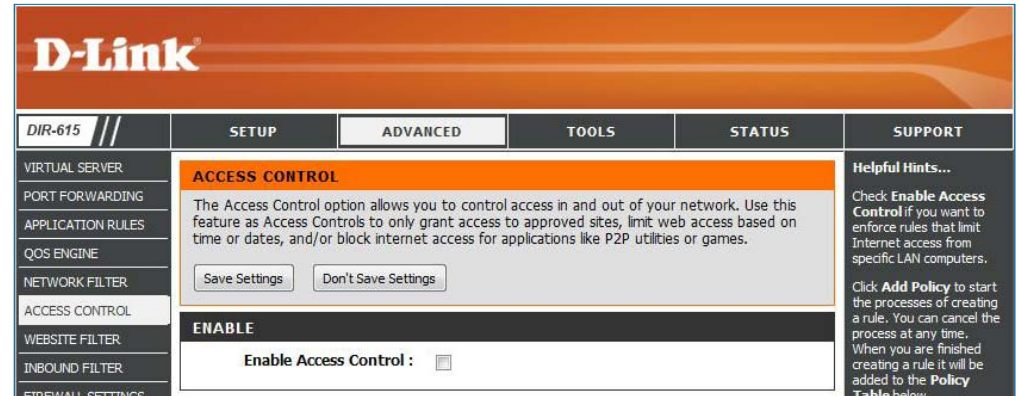 D-Link
DIR-615
SETUP
ADVANCED
TOOLS
STATUS
SUPPORT
VIRTUAL SERVER
PORT FORWARDING
APPLICATION RULES
QOS ENGINE
NETWORK FILTER
ACCESS CONTROL
WEBSITE FILTER
INBOUND FILTER
FIREWALL SETTINGS
ACCESS CONTROL
The Access Control option allows you to control access in and out of your network. Use this
feature as Access Controls to only grant access to approved sites, limit web access based on
time or dates, and/or block internet access for applications like P2P utilities or games.
Save Settings
Don't Save Settings
ENABLE
Enable Access Control :
Helpful Hints...
Check Enable Access
Control if you want to
enforce rules that limit
Internet access from
specific LAN computers.
Click Add Policy to start
the processes of creating
a rule. You can cancel the
process at any time.
When you are finished
creating a rule it will be
added to the Policy
Table below